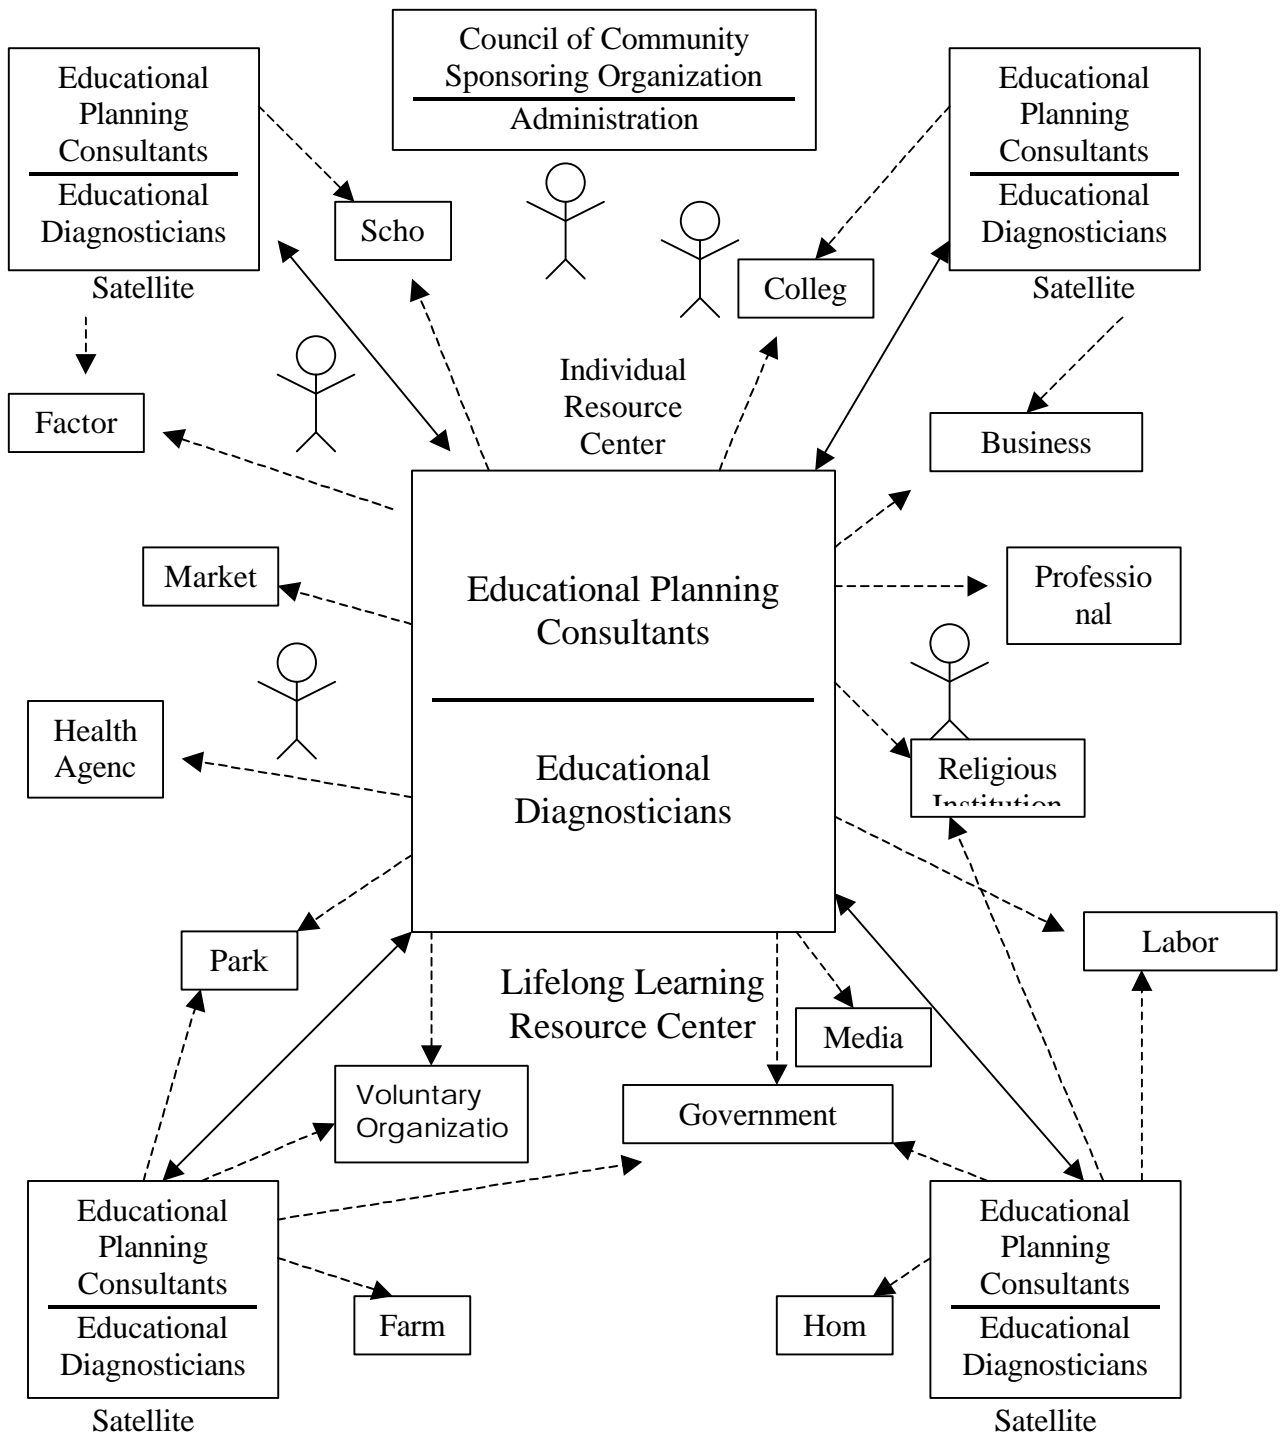 Council of Community
Sponsoring Organization
Administration
Educational
Planning
Consultants
Educational
Diagnosticians
Satellite
Educational
Planning
Consultants
Educational
Diagnosticians
Satellite
Scho
Colleg
Factor
Individual
Resource
Center
Business
Market
Professio
nal
Educational Planning
Consultants
Educational
Diagnosticians
Health
Agenc
Religious
Institution
Park
Labor
Lifelong Learning
Resource Center
Media
Voluntary
Organizatio
Government
Educational
Planning
Consultants
Educational
Diagnosticians
Satellite
Farm
Hom
Educational
Planning
Consultants
Educational
Diagnosticians
Satellite